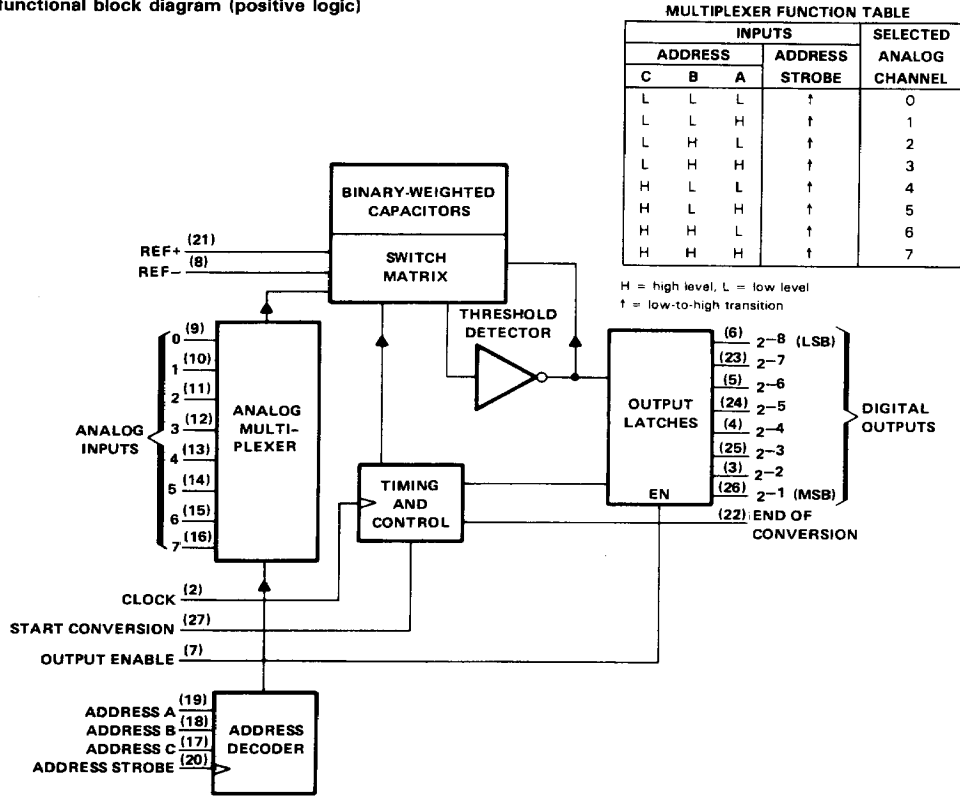 functional block diagram (positive logic)
MULTIPLEXER FUNCTION TABLE
INPUTS
SELECTED ANALOG CHANNEL
ADDRESS
ADDRESS STROBE
C B A
L L L ↑ 0
L L H ↑ 1
L H L ↑ 2
L H H ↑ 3
H L L ↑ 4
H L H ↑ 5
H H L ↑ 6
H H H ↑ 7
H = high level, L = low level
↑ = low-to-high transition
BINARY-WEIGHTED
CAPACITORS
SWITCH
MATRIX
REF+ (21)
REF− (8)
THRESHOLD
DETECTOR
ANALOG
INPUTS
0 (9)
1 (10)
2 (11)
3 (12)
4 (13)
5 (14)
6 (15)
7 (16)
ANALOG
MULTI-
PLEXER
TIMING
AND
CONTROL
OUTPUT
LATCHES
EN
(6) 2−8 (LSB)
(23) 2−7
(5) 2−6
(24) 2−5
(4) 2−4
(25) 2−3
(3) 2−2
(26) 2−1 (MSB)
DIGITAL
OUTPUTS
(22) END OF
CONVERSION
CLOCK (2)
START CONVERSION (27)
OUTPUT ENABLE (7)
ADDRESS A (19)
ADDRESS B (18)
ADDRESS C (17)
ADDRESS STROBE (20)
ADDRESS
DECODER